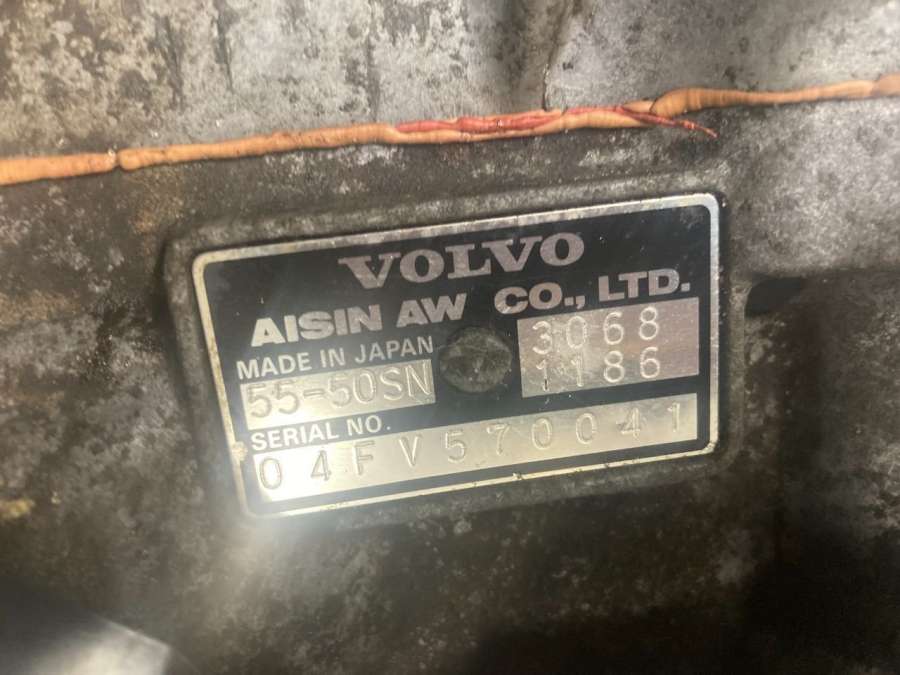 VOLVO
AISIN AW CO., LTD.
MADE IN JAPAN
55-50SN
3068
1186
SERIAL NO.
04FV570041